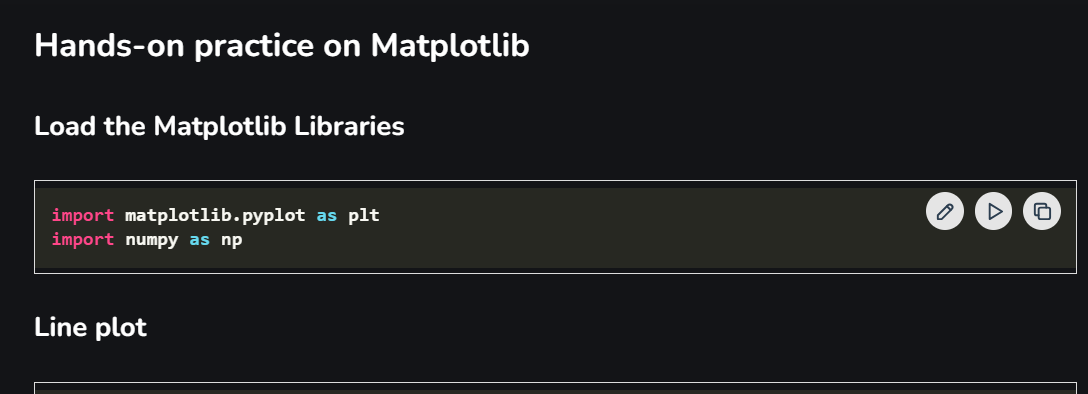 Hands-on practice on Matplotlib
Load the Matplotlib Libraries
import matplotlib.pyplot as plt
import numpy as np
Line plot